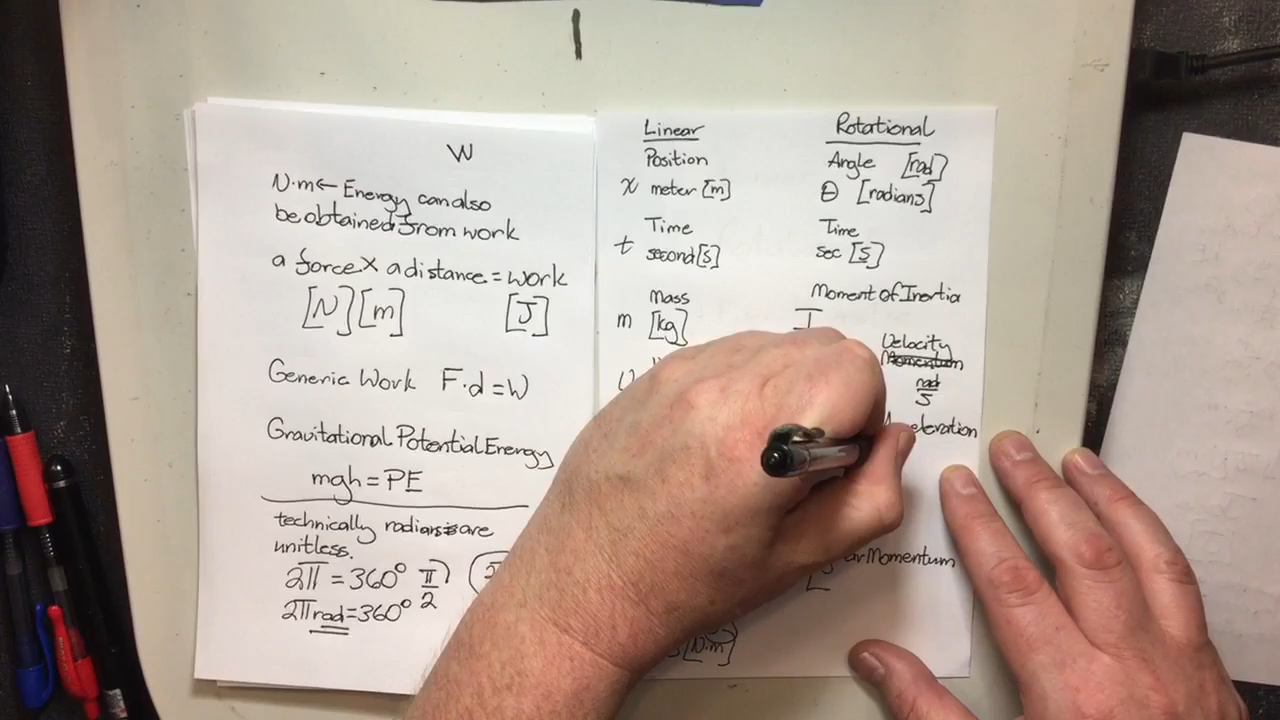 W
N·m← Energy can also
be obtained from work
a force x a distance = work
[N][m] [J]
Generic Work F·d=W
Gravitational Potential Energy
mgh = PE
technically radians are
unitless.
2π = 360° π/2
2π rad = 360°
Linear
Position
x meter [m]
Time
t second [s]
Mass
m [kg]
[N·m]
Rotational
Angle [rad]
θ [radians]
Time
sec [s]
Moment of Inertia
I
Velocity
Momentum
rad/s
Momentum
L